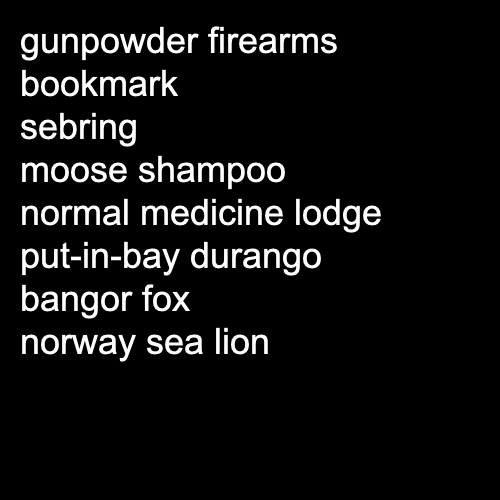 gunpowder firearms
bookmark
sebring
moose shampoo
normal medicine lodge
put-in-bay durango
bangor fox
norway sea lion